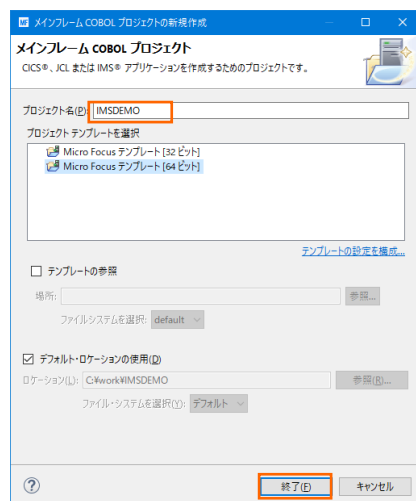 メインフレーム COBOL プロジェクトの新規作成
メインフレーム COBOL プロジェクト
CICS®、JCL または IMS® アプリケーションを作成するためのプロジェクトです。
プロジェクト名(P): IMSDEMO
プロジェクト テンプレートを選択
Micro Focus テンプレート [32 ビット]
Micro Focus テンプレート [64 ビット]
テンプレートの設定を構成...
テンプレートの参照
場所: 参照...
ファイルシステムを選択: default
デフォルト・ロケーションの使用(D)
ロケーション(L): C:¥work¥IMSDEMO 参照(R)...
ファイル・システムを選択(Y): デフォルト
終了(F) キャンセル